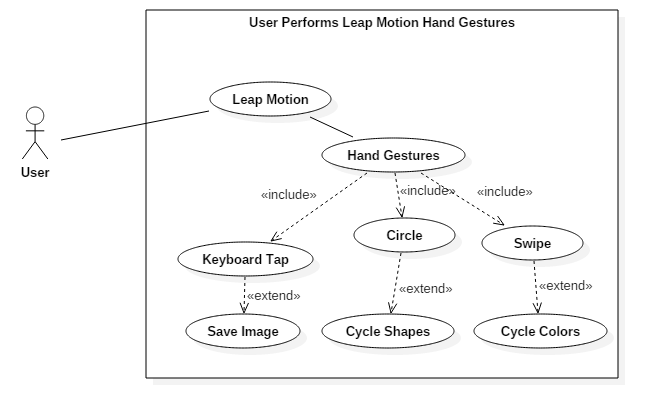 User Performs Leap Motion Hand Gestures
Leap Motion
User
Hand Gestures
«include»
«include»
«include»
Circle
Swipe
Keyboard Tap
«extend»
«extend»
«extend»
Save Image
Cycle Shapes
Cycle Colors